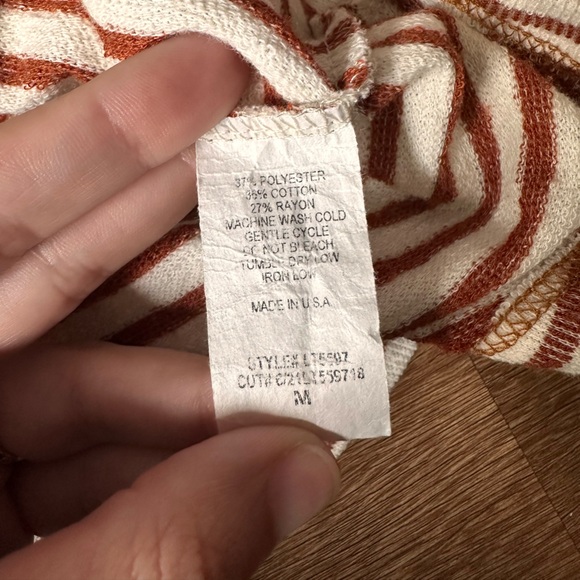 37% POLYESTER
36% COTTON
27% RAYON
MACHINE WASH COLD
GENTLE CYCLE
DO NOT BLEACH
TUMBLE DRY LOW
IRON LOW
MADE IN U.S.A
STYLE#
CUT#
M